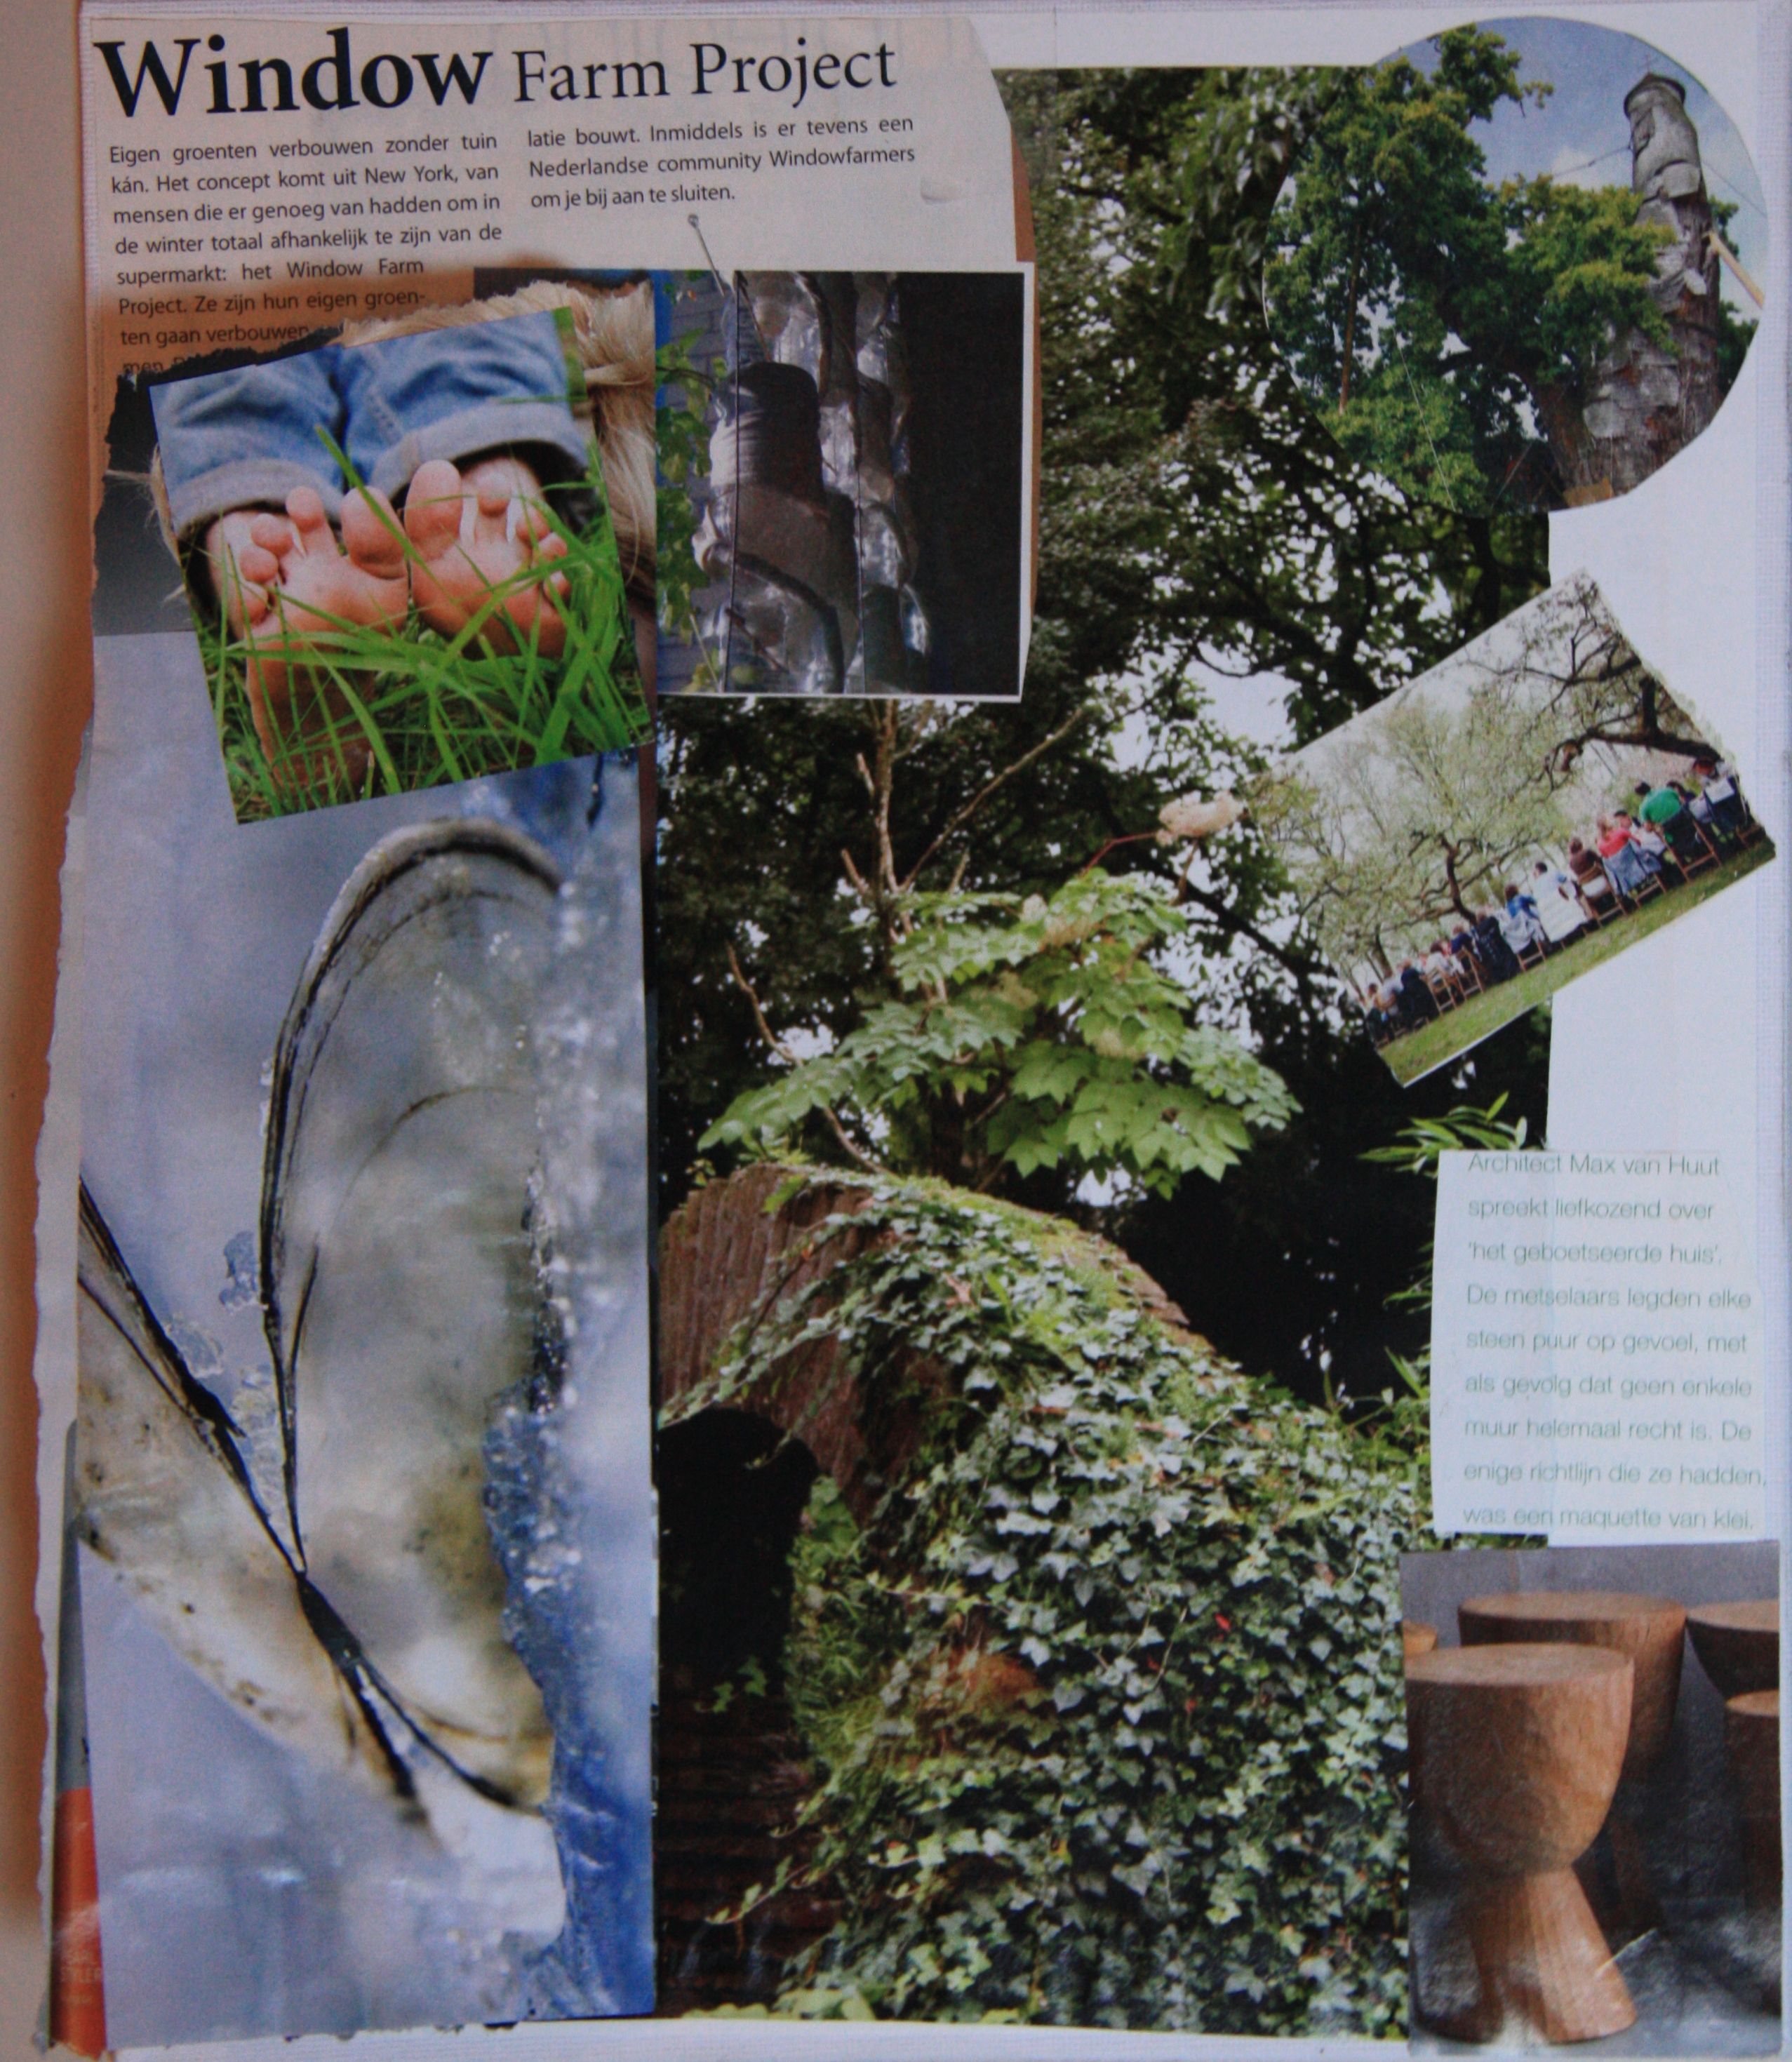 Window Farm Project
Eigen groenten verbouwen zonder tuin
kán. Het concept komt uit New York, van
mensen die er genoeg van hadden om in
de winter totaal afhankelijk te zijn van de
supermarkt: het Window Farm
Project. Ze zijn hun eigen groen-
ten gaan verbouwen
men
latie bouwt. Inmiddels is er tevens een
Nederlandse community Windowfarmers
om je bij aan te sluiten.
Architect Max van Huut
spreekt liefkozend over
'het geboetseerde huis'.
De metselaars legden elke
steen puur op gevoel, met
als gevolg dat geen enkele
muur helemaal recht is. De
enige richtlijn die ze hadden,
was een maquette van klei.